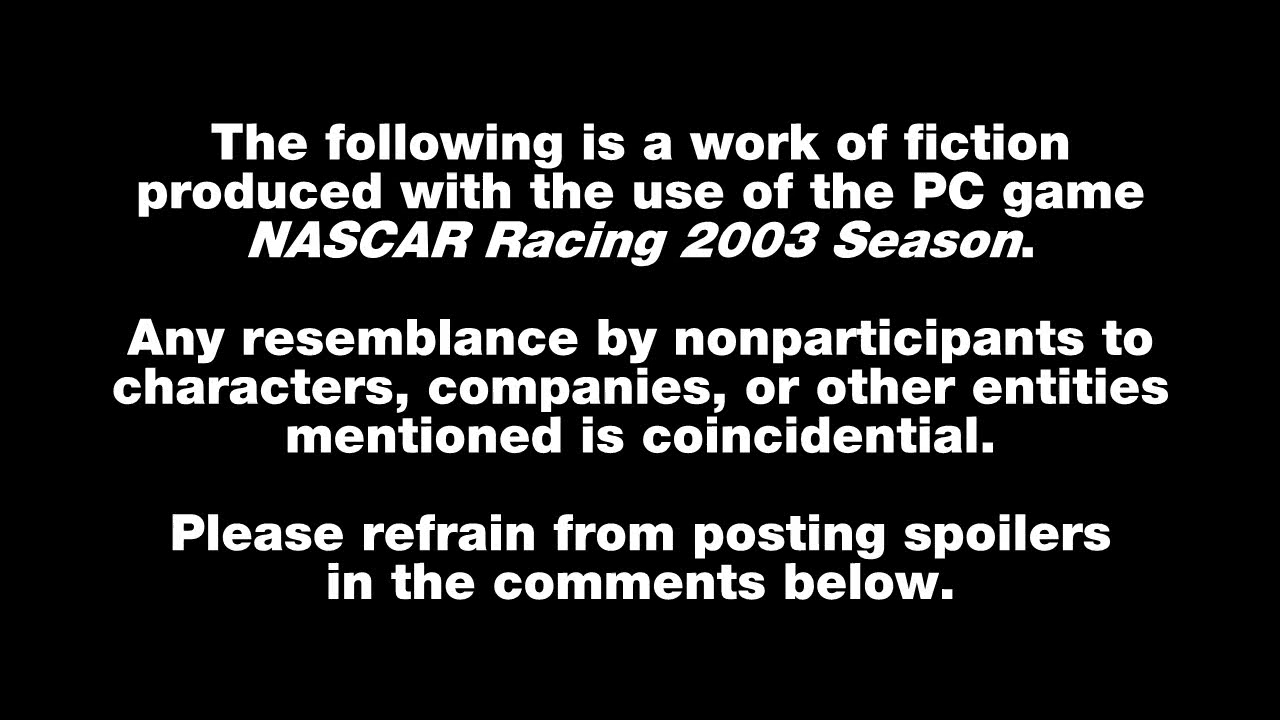 The following is a work of fiction
produced with the use of the PC game
NASCAR Racing 2003 Season.
Any resemblance by nonparticipants to
characters, companies, or other entities
mentioned is coincidential.
Please refrain from posting spoilers
in the comments below.